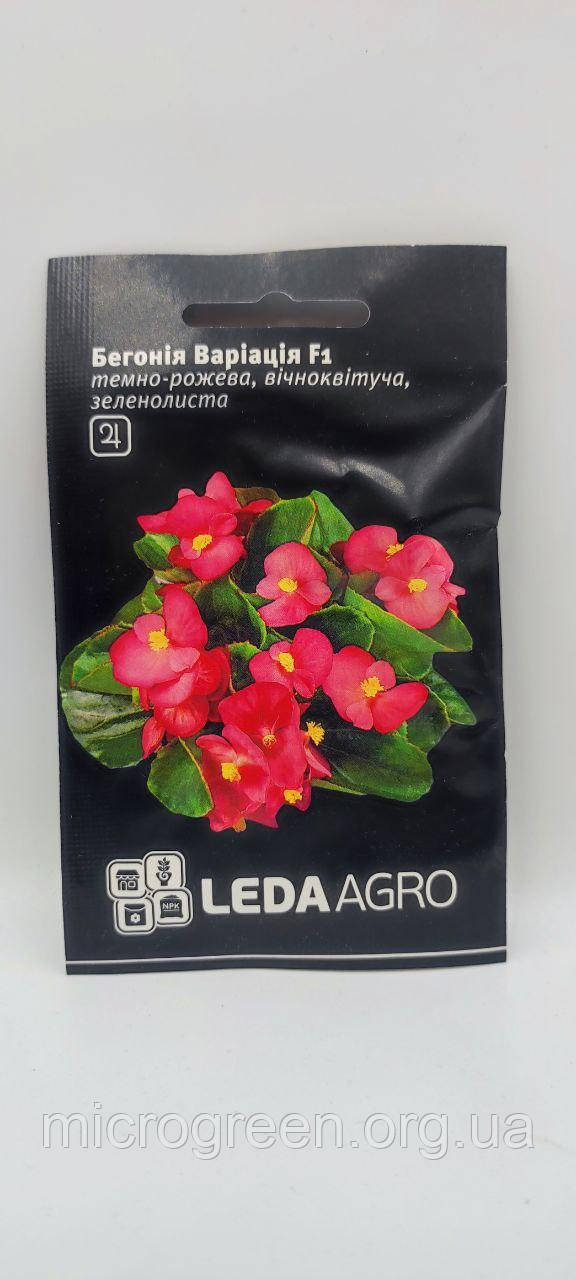 Бегонія Варіація F1
темно-рожева, вічноквітуча,
зеленолиста
NPK
LEDAAGRO
microgreen.org.ua